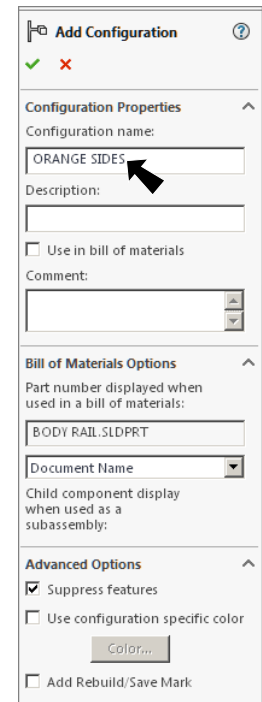 Add Configuration
Configuration Properties
Configuration name:
ORANGE SIDES
Description:
Use in bill of materials
Comment:
Bill of Materials Options
Part number displayed when
used in a bill of materials:
BODY RAIL.SLDPRT
Document Name
Child component display
when used as a
subassembly:
Advanced Options
Suppress features
Use configuration specific color
Color...
Add Rebuild/Save Mark